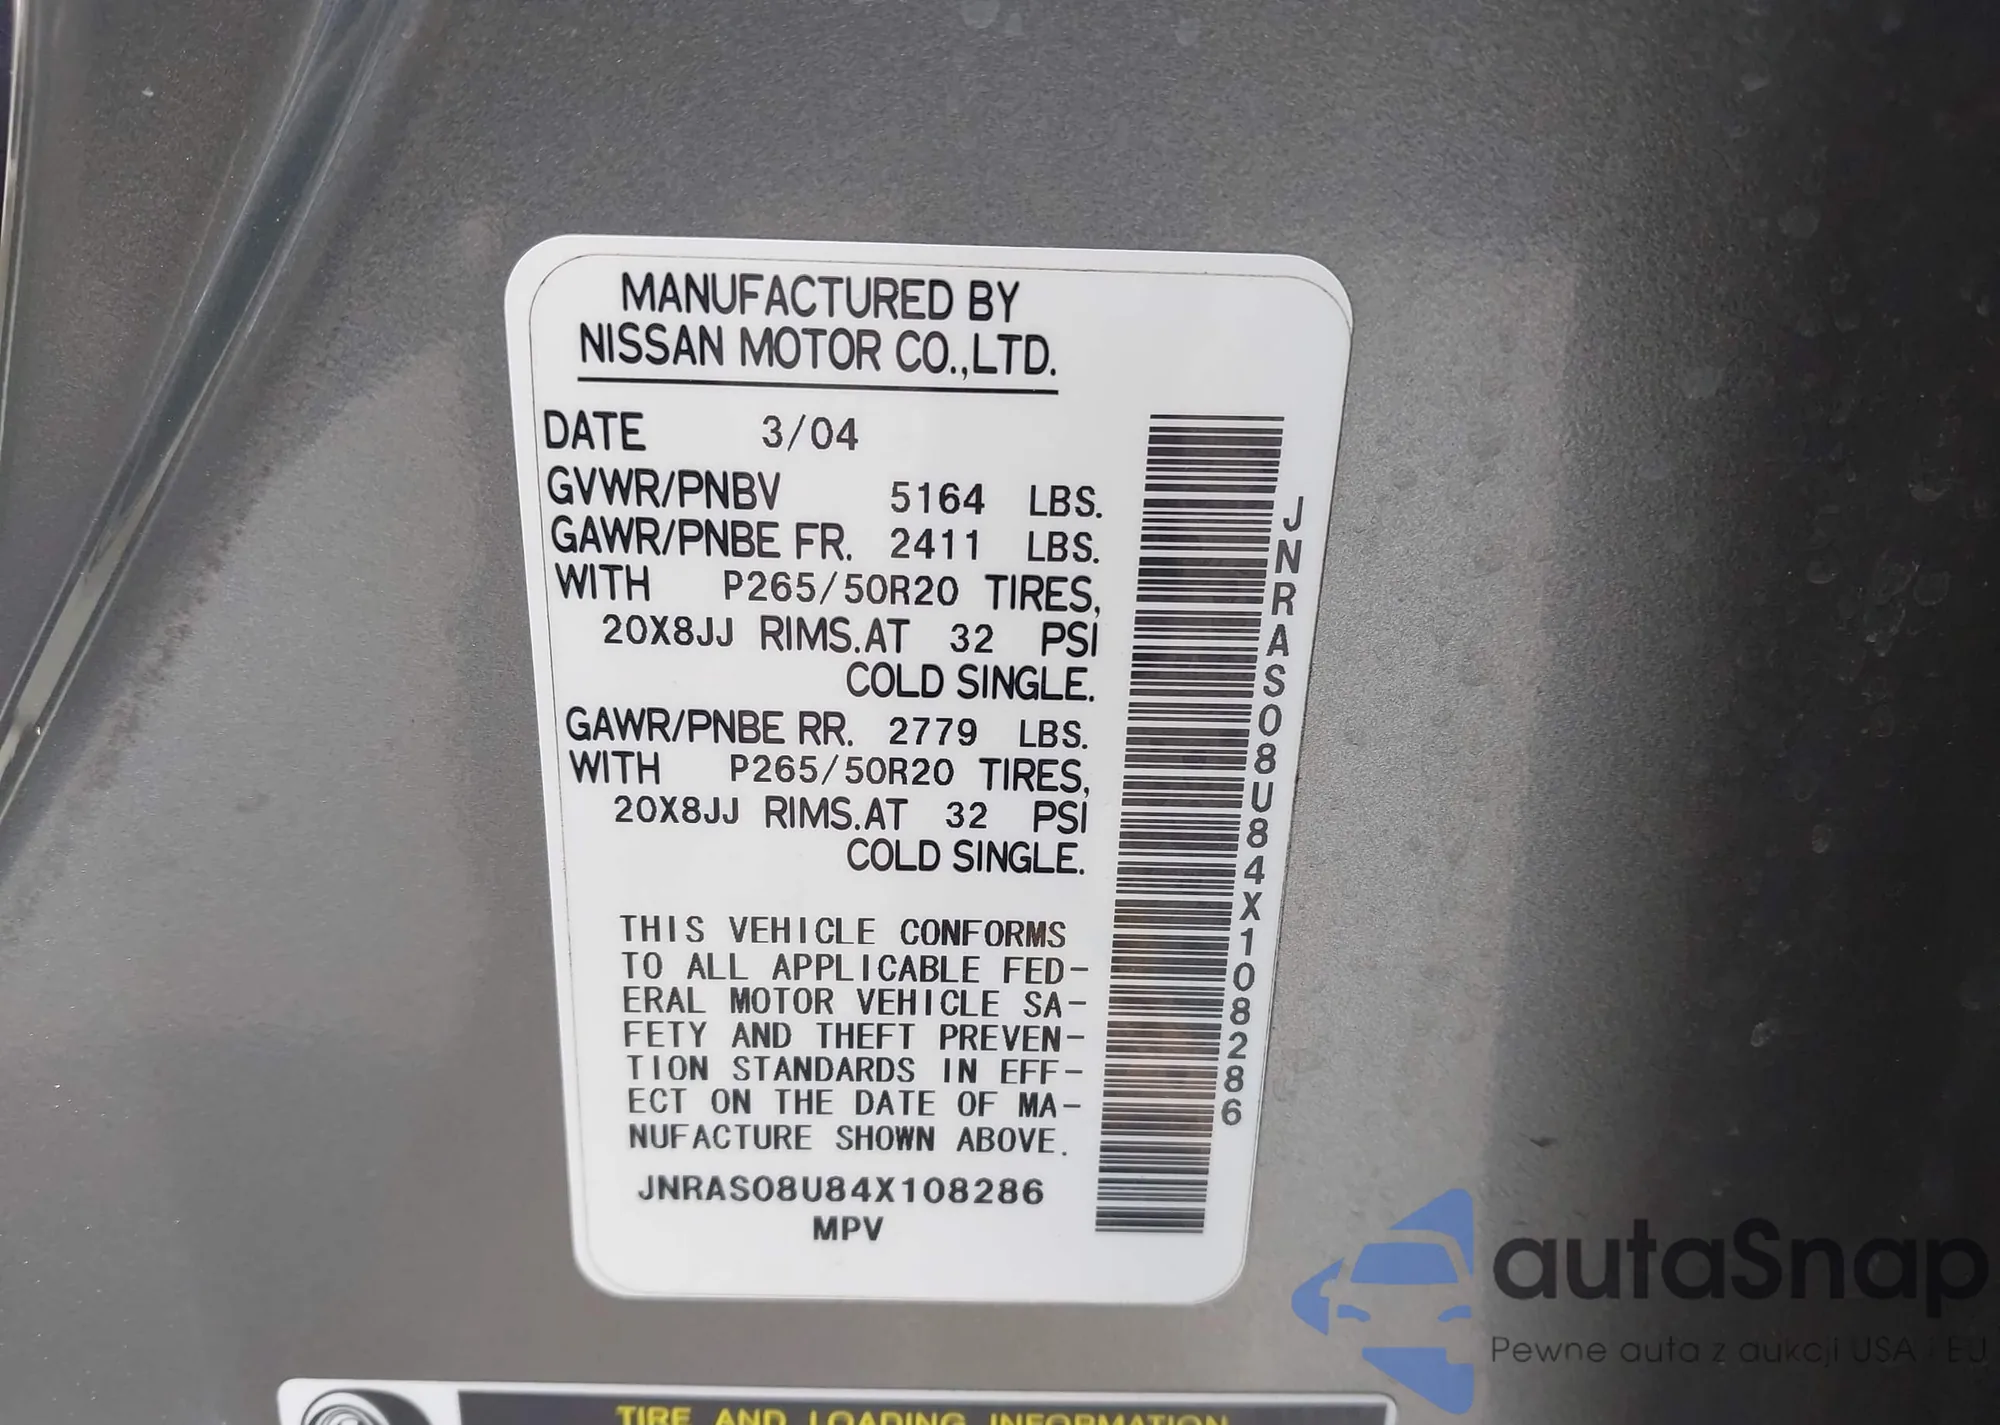 MANUFACTURED BY
NISSAN MOTOR CO.,LTD.
DATE 3/04
GVWR/PNBV 5164 LBS.
GAWR/PNBE FR. 2411 LBS.
WITH P265/50R20 TIRES,
20X8JJ RIMS.AT 32 PSI
COLD SINGLE.
GAWR/PNBE RR. 2779 LBS.
WITH P265/50R20 TIRES,
20X8JJ RIMS.AT 32 PSI
COLD SINGLE.
THIS VEHICLE CONFORMS
TO ALL APPLICABLE FED-
ERAL MOTOR VEHICLE SA-
FETY AND THEFT PREVEN-
TION STANDARDS IN EFF-
ECT ON THE DATE OF MA-
NUFACTURE SHOWN ABOVE.
JNRAS08U84X108286
MPV
JNRAS08U84X108286
autaSnap
Pewne auta z aukcji USA i EU
TIRE AND LOADING INFORMATION